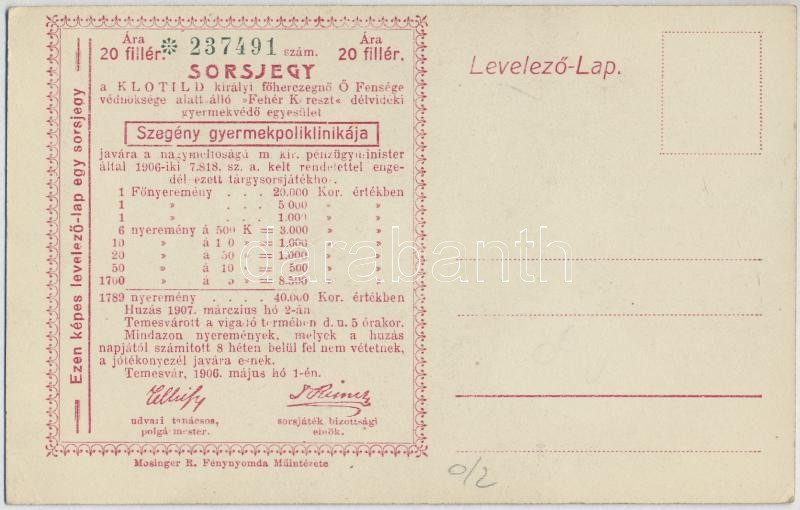 Ezen képes levelező-lap egy sorsjegy
Ára
20 fillér.
* 237491 szám.
Ára
20 fillér.
SORSJEGY
a KLOTILD királyi főherczegnő Ő Fensége
védnöksége alatt álló »Fehér Kereszt« délvidéki
gyermekvédő egyesület
Szegény gyermekpoliklinikája
javára a nagyméltóságú m. kir. pénzügyminister
által 1906-iki 7.818. sz. a. kelt rendelettel enge-
délyezett tárgysorsjátékhoz.
1 Főnyeremény . . . 20.000 Kor. értékben
1 » . . . 5 000 » »
1 » . . . 1.000 » »
6 nyeremény á 500 K = 3.000 » »
10 » á 100 » = 1.000 » »
20 » á 50 » = 1.000 » »
50 » á 10 » = 500 » »
1700 » á 5 » = 8.500 » »
1789 nyeremény . . . . 40.000 Kor. értékben
Huzás 1907. márczius hó 2-án
Temesvárott a vigadó termében d. u. 5 órakor.
Mindazon nyeremények, melyek a huzás
napjától számított 8 héten belül fel nem vétetnek,
a jótékonyczél javára esnek.
Temesvár, 1906. május hó 1-én.
udvari tanácsos,
polgármester.
sorsjáték bizottsági
elnök.
Mosinger R. Fénynyomda Műintézete
Levelező-Lap.
darabanth
0/2